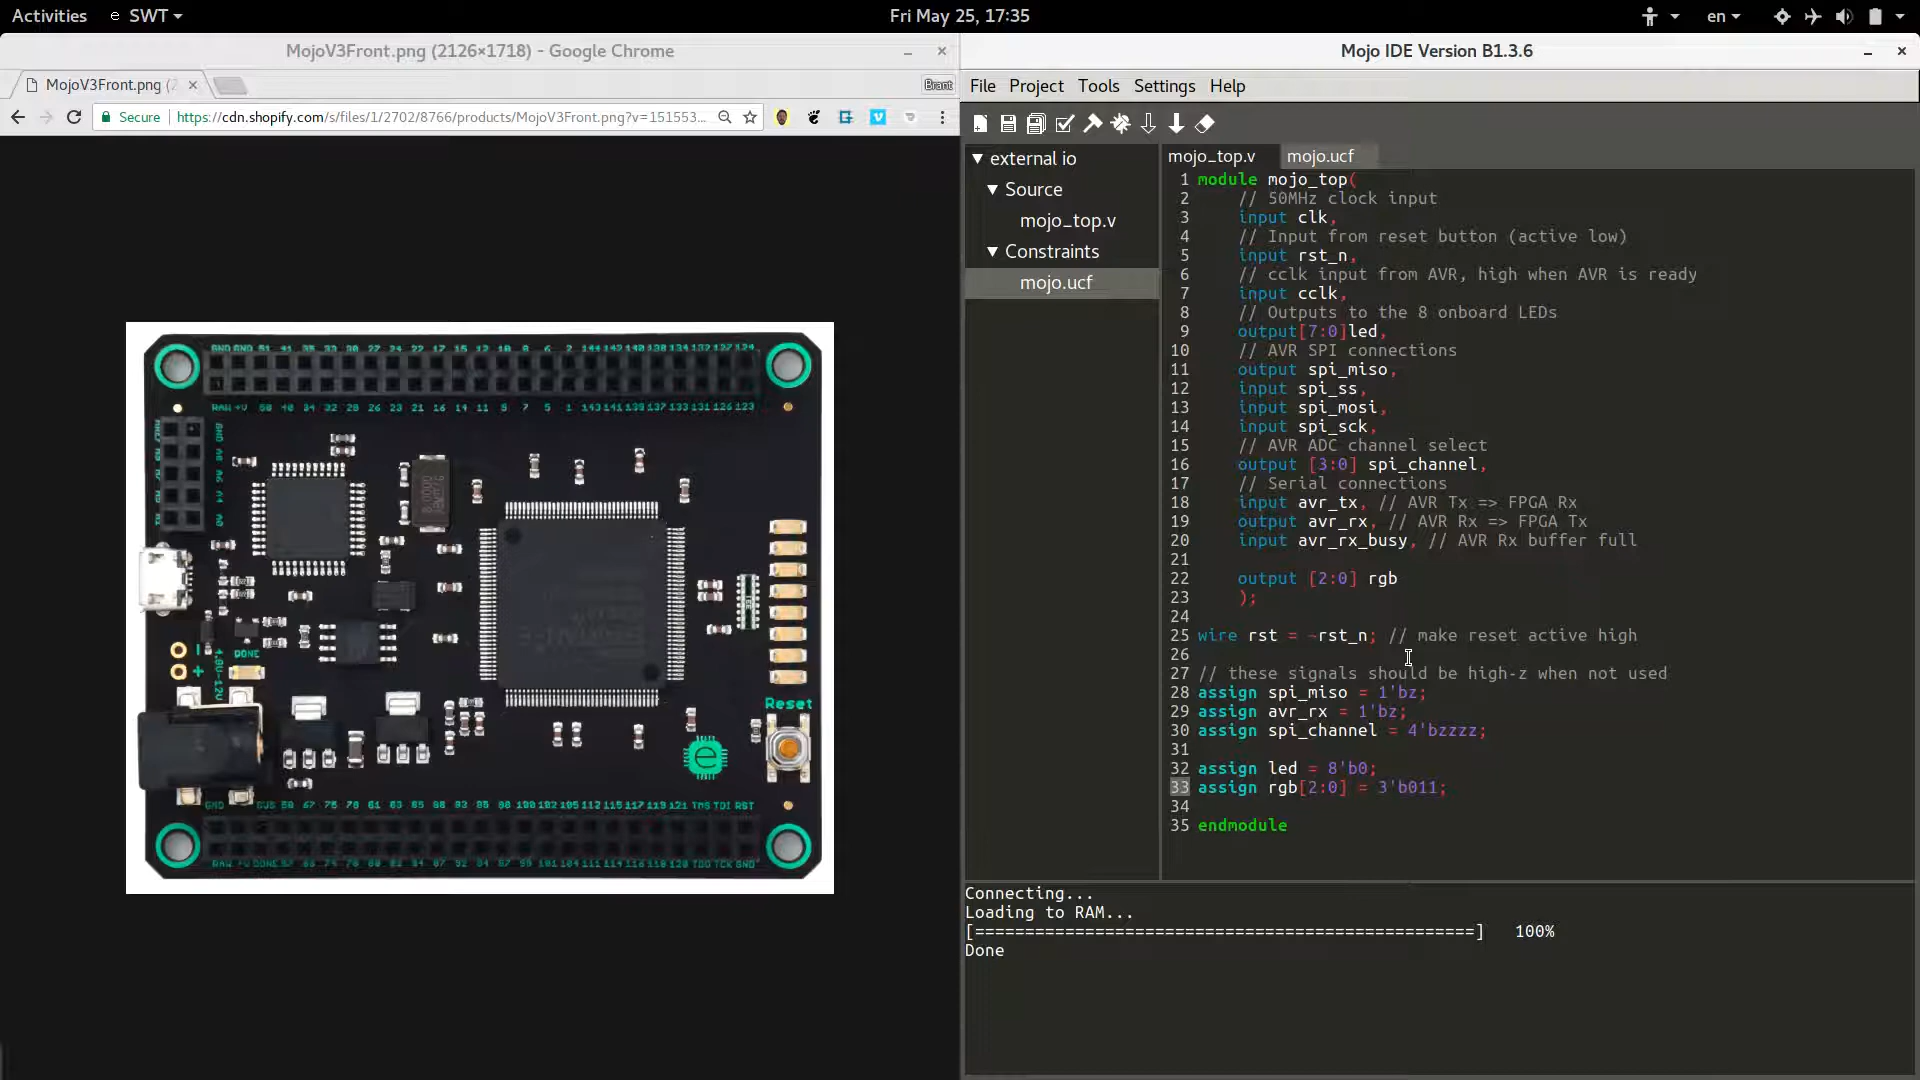 Activities
SWT
Fri May 25, 17:35
en
MojoV3Front.png (2126×1718) - Google Chrome
MojoV3Front.png (2
Brant
Secure
https://cdn.shopify.com/s/files/1/2702/8766/products/MojoV3Front.png?v=151553...
DONE
4.8V-12V
Reset
Mojo IDE Version B1.3.6
File Project Tools Settings Help
external io
Source
mojo_top.v
Constraints
mojo.ucf
mojo_top.v
mojo.ucf
1 module mojo_top(
2 // 50MHz clock input
3 input clk,
4 // Input from reset button (active low)
5 input rst_n,
6 // cclk input from AVR, high when AVR is ready
7 input cclk,
8 // Outputs to the 8 onboard LEDs
9 output[7:0]led,
10 // AVR SPI connections
11 output spi_miso,
12 input spi_ss,
13 input spi_mosi,
14 input spi_sck,
15 // AVR ADC channel select
16 output [3:0] spi_channel,
17 // Serial connections
18 input avr_tx, // AVR Tx => FPGA Rx
19 output avr_rx, // AVR Rx => FPGA Tx
20 input avr_rx_busy, // AVR Rx buffer full
21
22 output [2:0] rgb
23 );
24
25 wire rst = ~rst_n; // make reset active high
26
27 // these signals should be high-z when not used
28 assign spi_miso = 1'bz;
29 assign avr_rx = 1'bz;
30 assign spi_channel = 4'bzzzz;
31
32 assign led = 8'b0;
33 assign rgb[2:0] = 3'b011;
34
35 endmodule
Connecting...
Loading to RAM...
[==================================================] 100%
Done